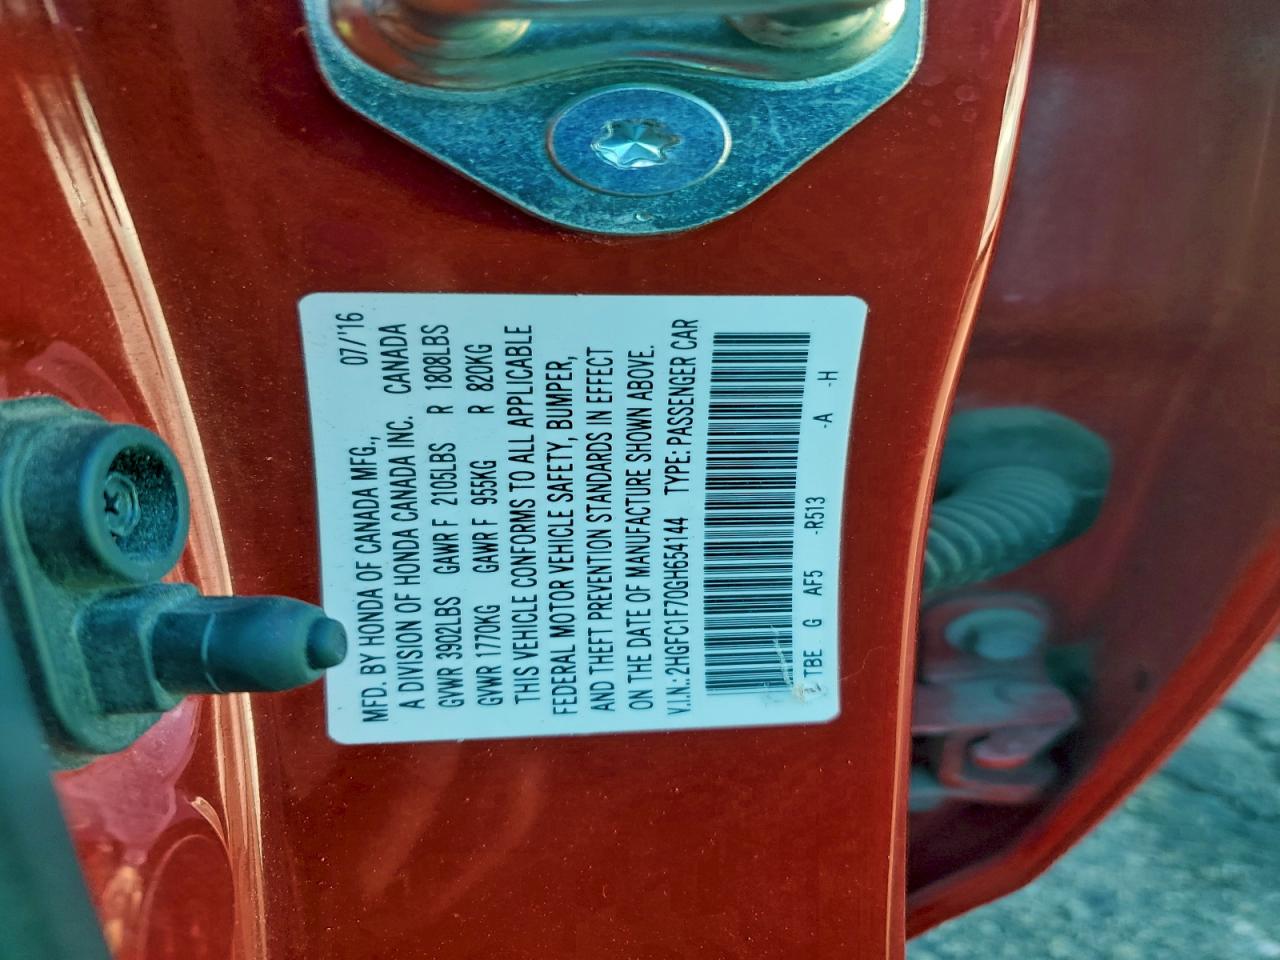 MFD. BY HONDA OF CANADA MFG., 07/'16
A DIVISION OF HONDA CANADA INC. CANADA
GVWR 3902LBS GAWR F 2105LBS R 1808LBS
GVWR 1770KG GAWR F 955KG R 820KG
THIS VEHICLE CONFORMS TO ALL APPLICABLE
FEDERAL MOTOR VEHICLE SAFETY, BUMPER,
AND THEFT PREVENTION STANDARDS IN EFFECT
ON THE DATE OF MANUFACTURE SHOWN ABOVE.
V.I.N.: 2HGFC1F70GH654144 TYPE: PASSENGER CAR
TBE G AF5 -R513 -A -H